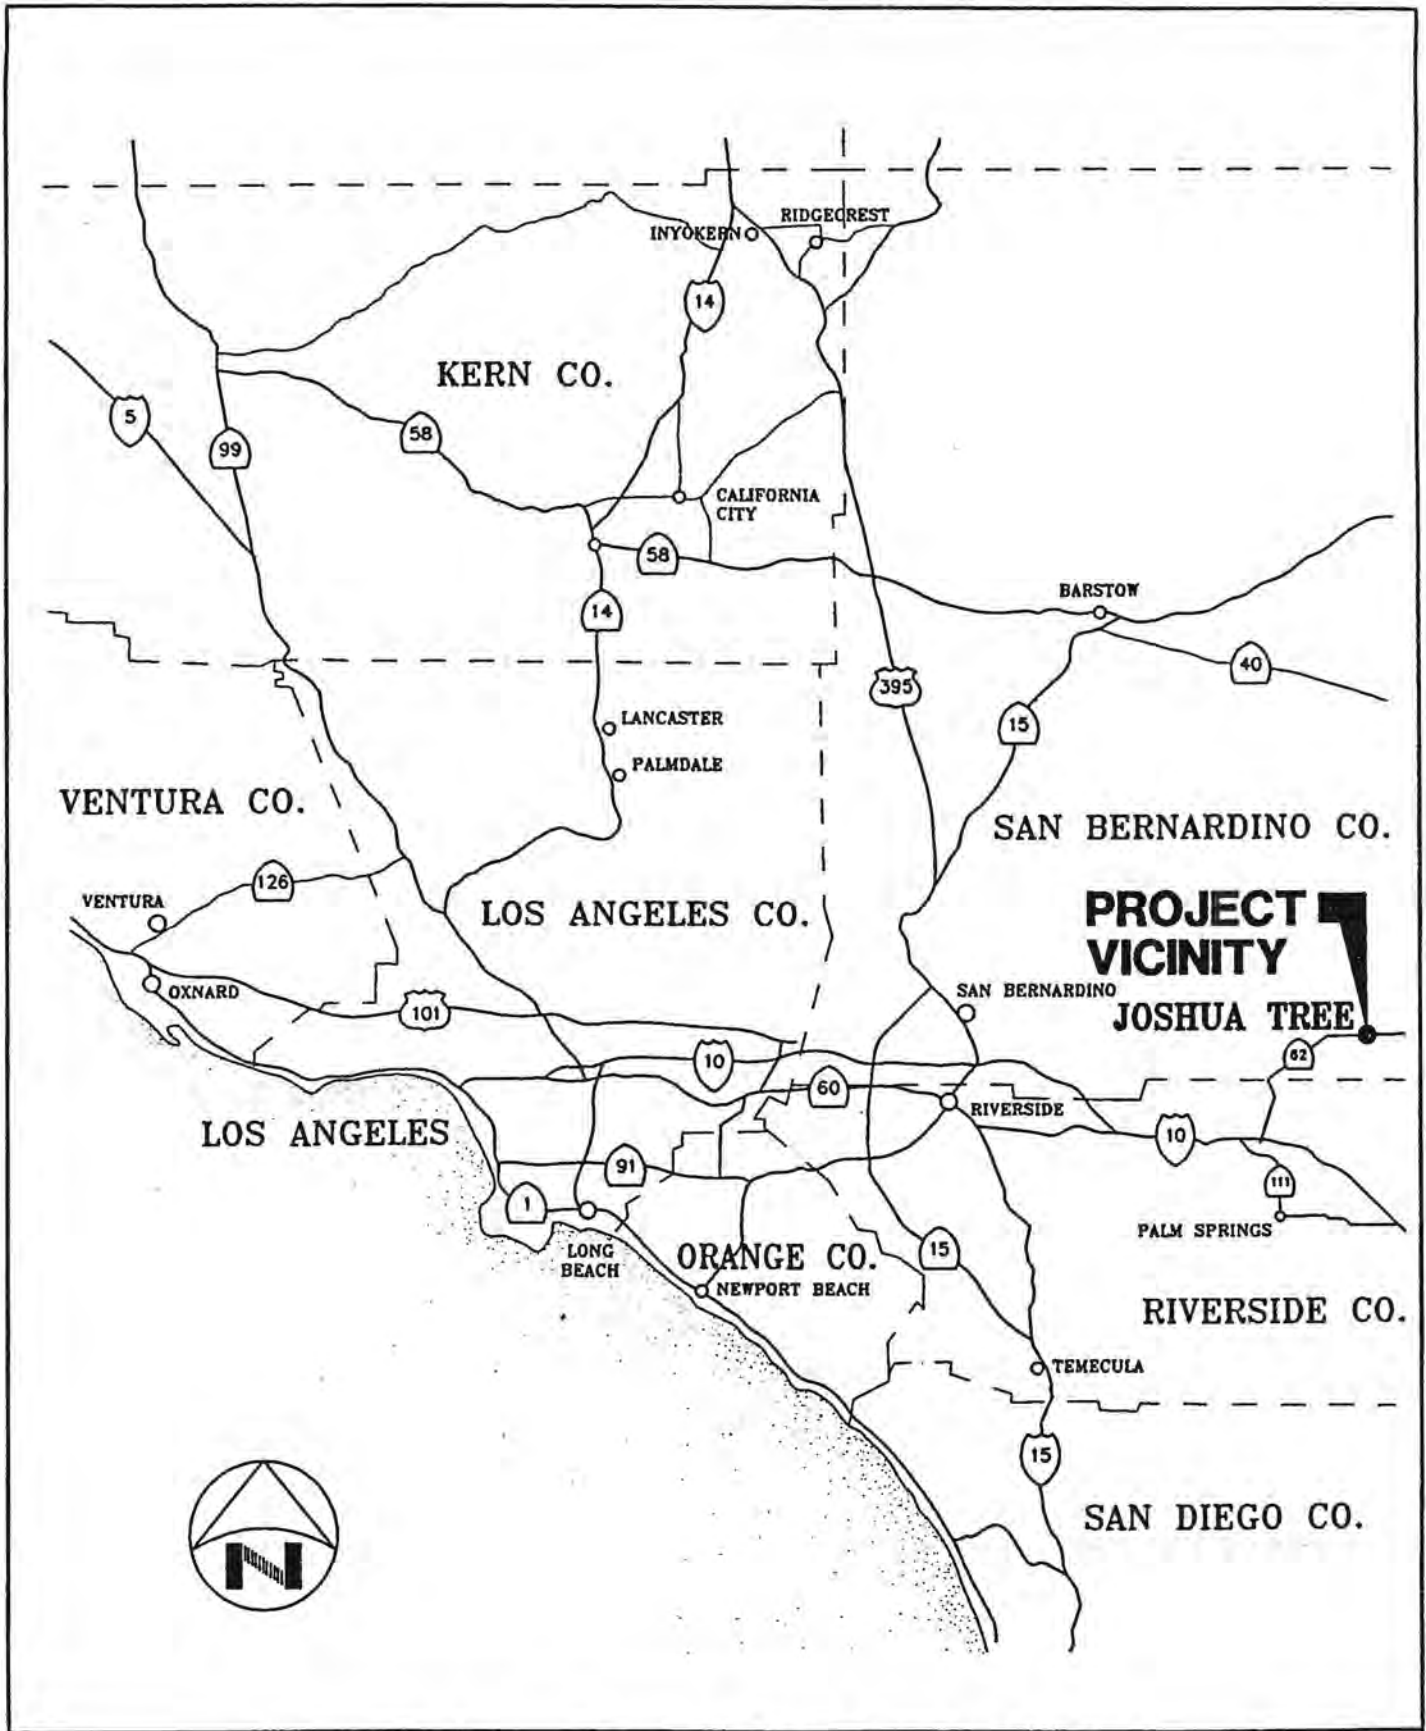 RIDGECREST
INYOKERN
14
KERN CO.
5
99
58
CALIFORNIA
CITY
58
BARSTOW
14
40
395
15
LANCASTER
PALMDALE
VENTURA CO.
SAN BERNARDINO CO.
126
VENTURA
LOS ANGELES CO.
PROJECT
VICINITY
OXNARD
SAN BERNARDINO
101
JOSHUA TREE
10
62
60
RIVERSIDE
LOS ANGELES
10
91
111
1
PALM SPRINGS
LONG
BEACH
ORANGE CO.
15
NEWPORT BEACH
RIVERSIDE CO.
TEMECULA
15
SAN DIEGO CO.
N